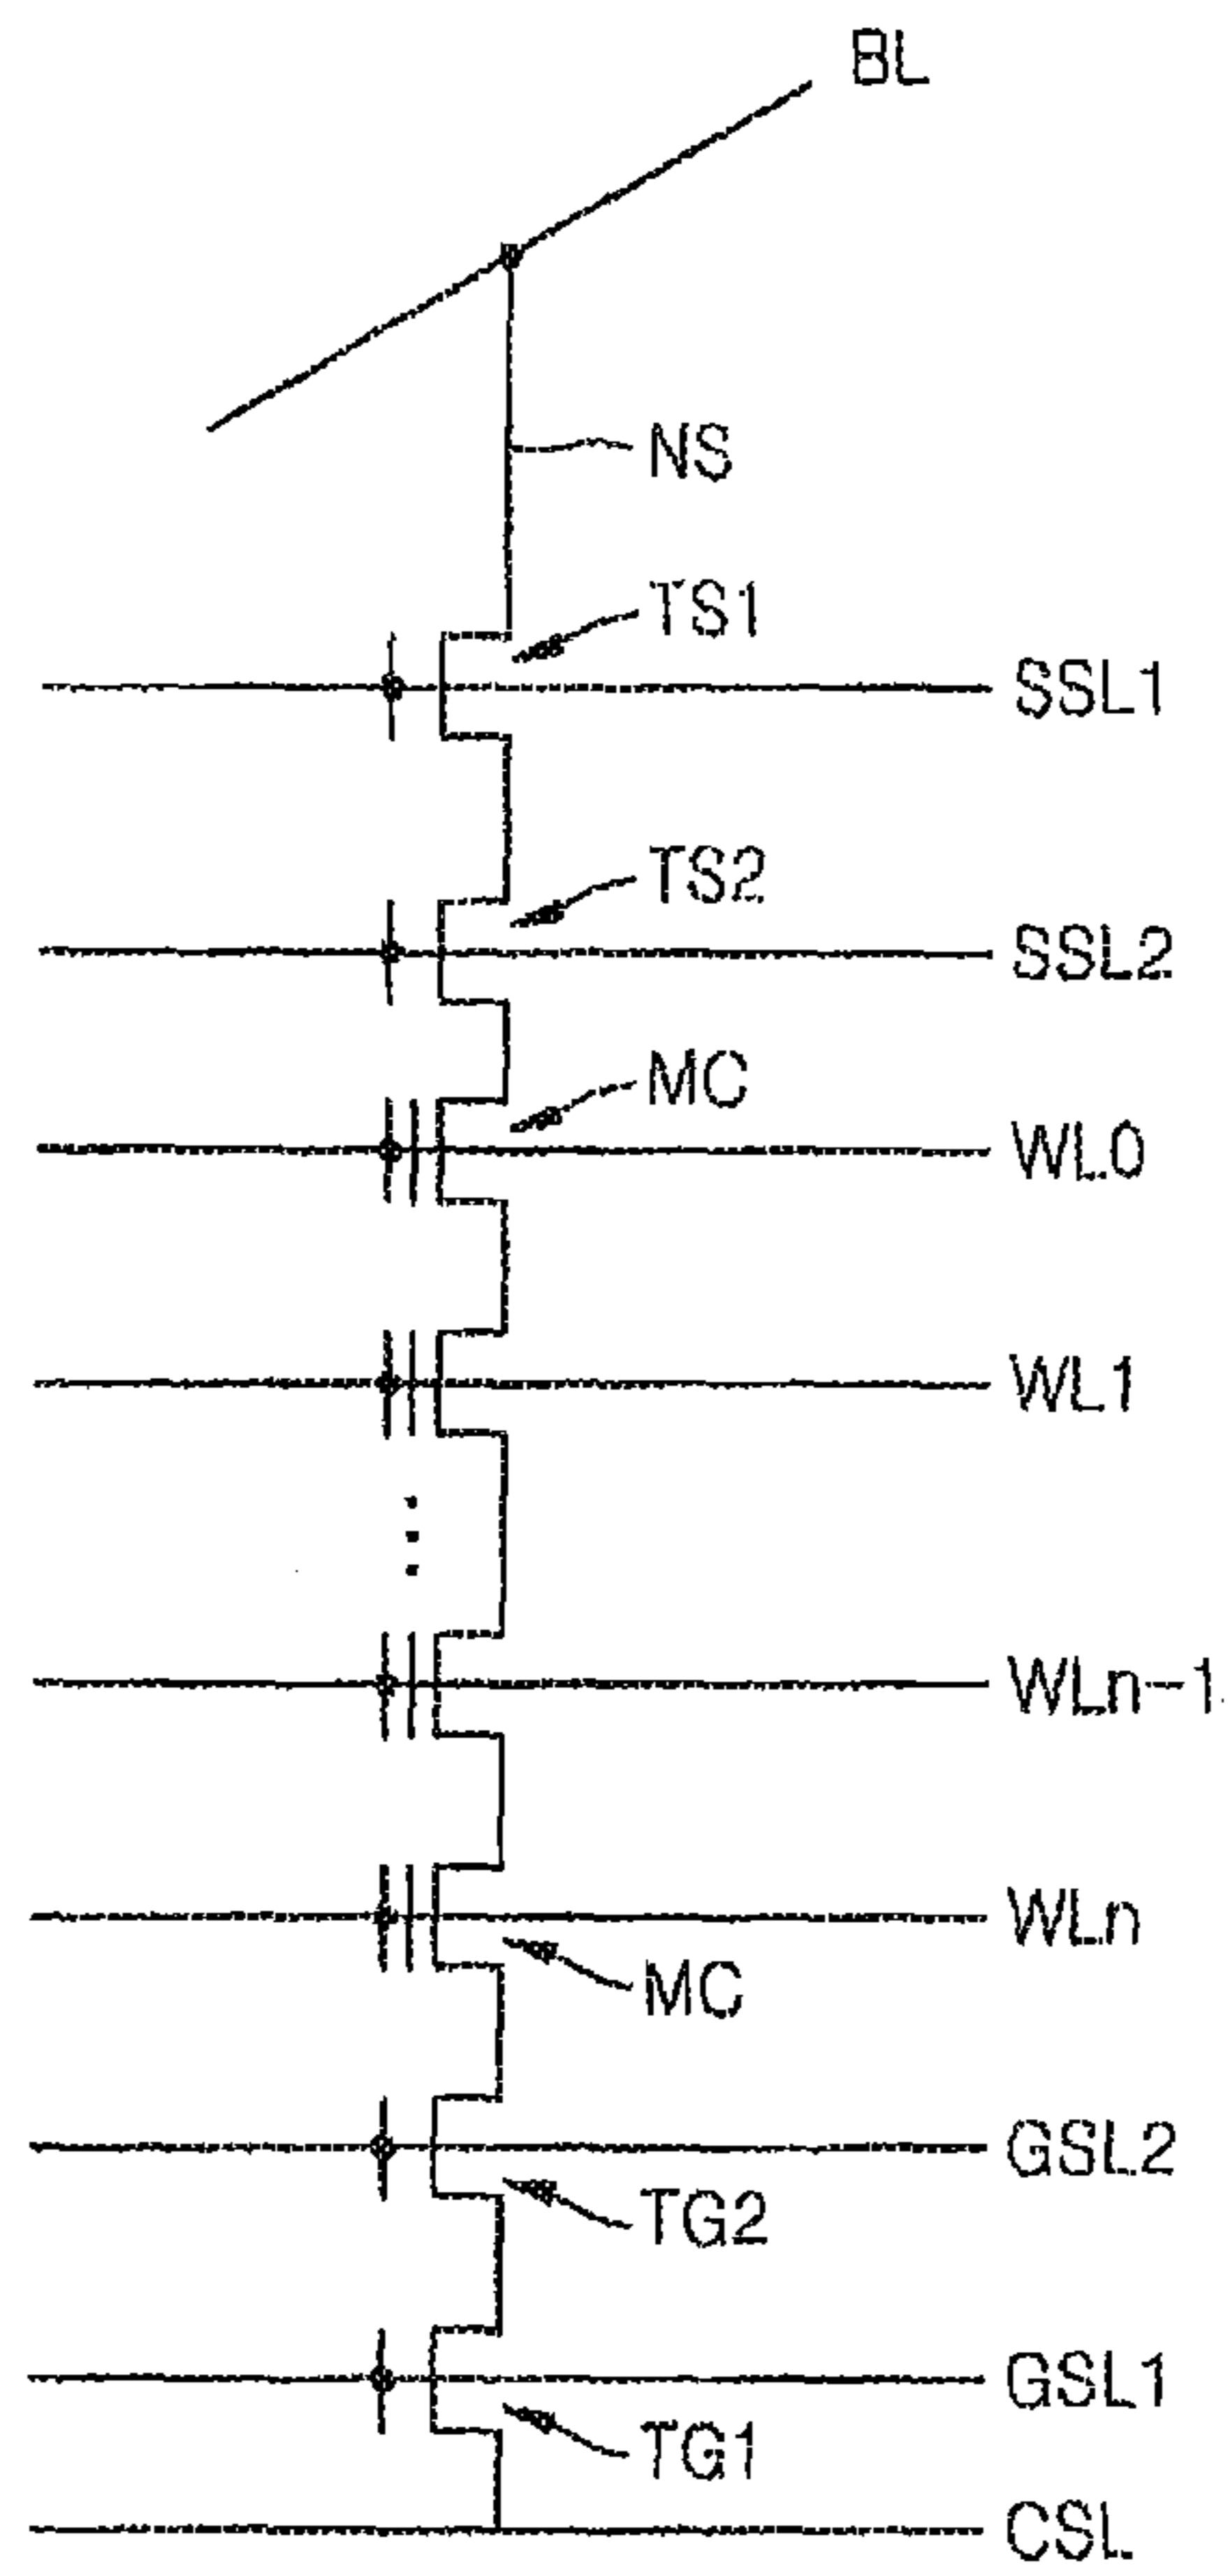 BL
NS
TS1
SSL1
TS2
SSL2
MC
WL0
WL1
WLn-1
WLn
MC
GSL2
TG2
GSL1
TG1
CSL